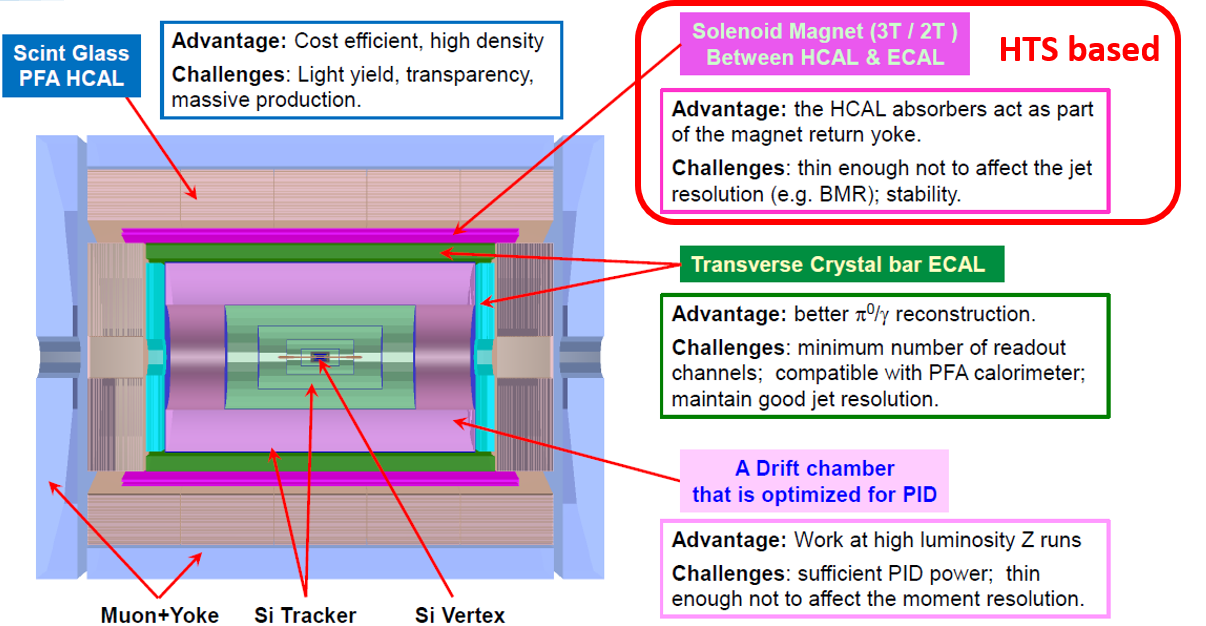 Scint Glass
PFA HCAL
Advantage: Cost efficient, high density
Challenges: Light yield, transparency,
massive production.
Solenoid Magnet (3T / 2T )
Between HCAL & ECAL
HTS based
Advantage: the HCAL absorbers act as part
of the magnet return yoke.
Challenges: thin enough not to affect the jet
resolution (e.g. BMR); stability.
Transverse Crystal bar ECAL
Advantage: better π⁰/γ reconstruction.
Challenges: minimum number of readout
channels; compatible with PFA calorimeter;
maintain good jet resolution.
A Drift chamber
that is optimized for PID
Advantage: Work at high luminosity Z runs
Challenges: sufficient PID power; thin
enough not to affect the moment resolution.
Muon+Yoke
Si Tracker
Si Vertex